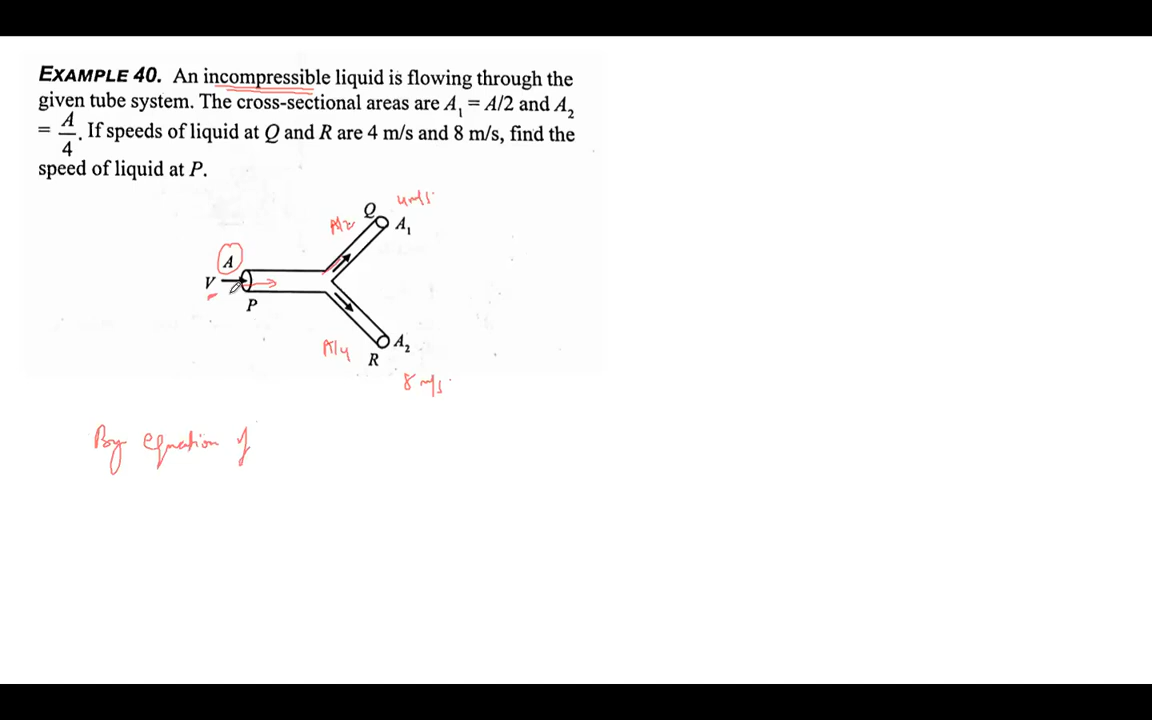 EXAMPLE 40. An incompressible liquid is flowing through the
given tube system. The cross-sectional areas are A₁ = A/2 and A₂
= A/4. If speeds of liquid at Q and R are 4 m/s and 8 m/s, find the
speed of liquid at P.
4m/s
Q
A/2
A₁
A
V
P
A/4
A₂
R
8 m/s
By equation of